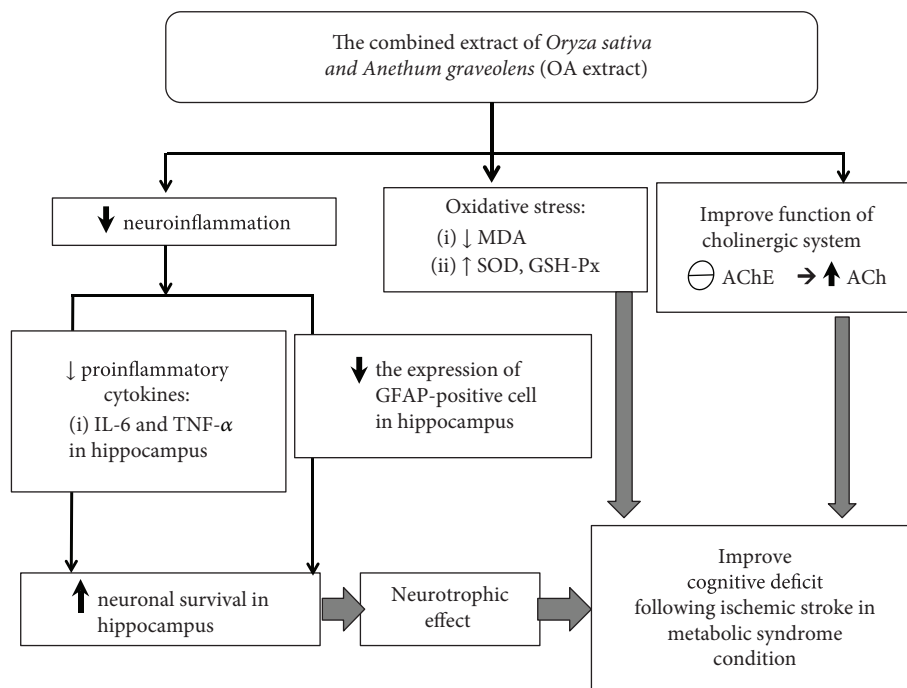 The combined extract of Oryza sativa
and Anethum graveolens (OA extract)
↓ neuroinflammation
Oxidative stress:
(i) ↓ MDA
(ii) ↑ SOD, GSH-Px
Improve function of
cholinergic system
⊖ AChE → ↑ ACh
↓ proinflammatory
cytokines:
(i) IL-6 and TNF-α
in hippocampus
↓ the expression of
GFAP-positive cell
in hippocampus
↑ neuronal survival in
hippocampus
Neurotrophic
effect
Improve
cognitive deficit
following ischemic stroke in
metabolic syndrome
condition